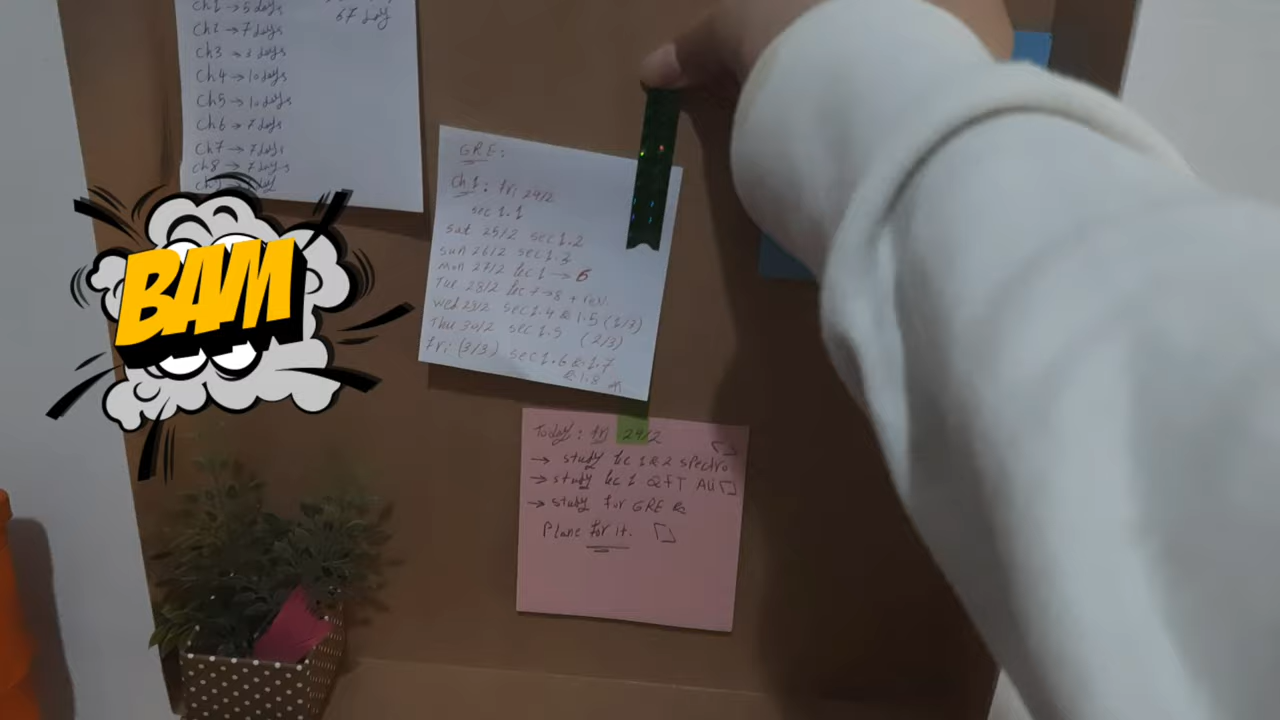 Ch1 → 5 days
67 day
Ch2 → 7 days
Ch3 → 3 days
Ch4 → 10 days
Ch5 → 10 days
Ch6 → 7 days
Ch7 → 7 days
Ch8 → 7 days
GRE:
Ch1: Fri 24/2
sec 1.1
Sat 25/2 sec 1.2
Sun 26/2 sec 1.3
Mon 27/2 lec 1 → 6
Tue 28/2 lec 7 → 8 + rev.
Wed 29/2 sec 1.4 & 1.5 (1/3)
Thu 30/2 sec 1.5 (2/3)
Fri (3/3) sec 1.6 & 1.7
& 1.8
BAM
Today: Fri 24/2
→ study lec 1 & 2 spectro
→ study lec 1 QFT AU
→ study for GRE &
Plane for it.